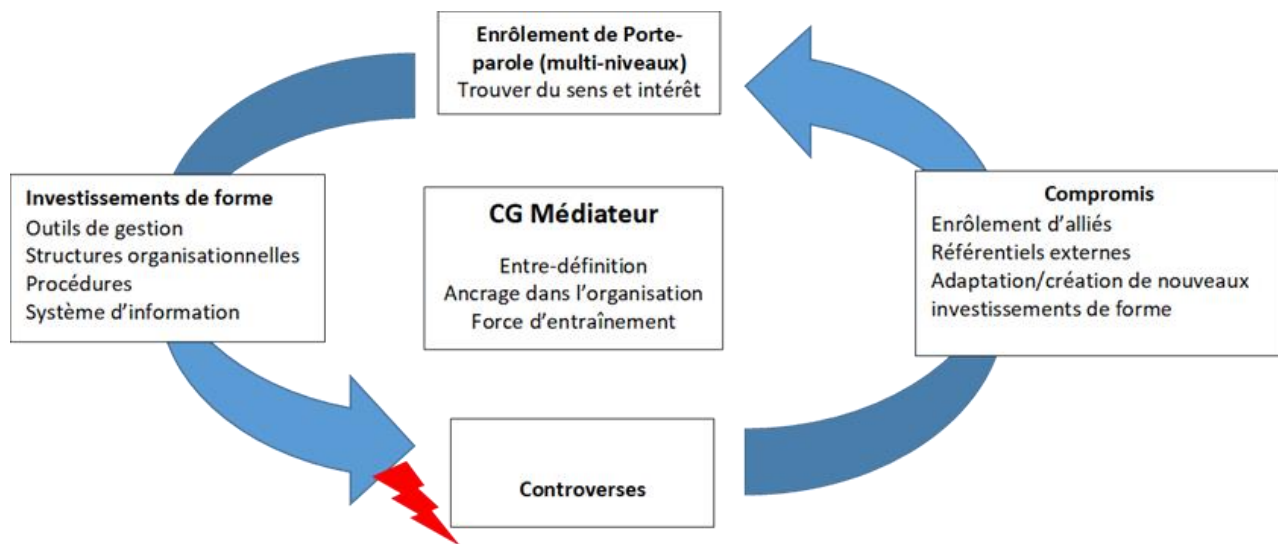 Enrôlement de Porte-
parole (multi-niveaux)
Trouver du sens et intérêt
Investissements de forme
Outils de gestion
Structures organisationnelles
Procédures
Système d'information
CG Médiateur
Entre-définition
Ancrage dans l'organisation
Force d'entraînement
Compromis
Enrôlement d'alliés
Référentiels externes
Adaptation/création de nouveaux
investissements de forme
Controverses